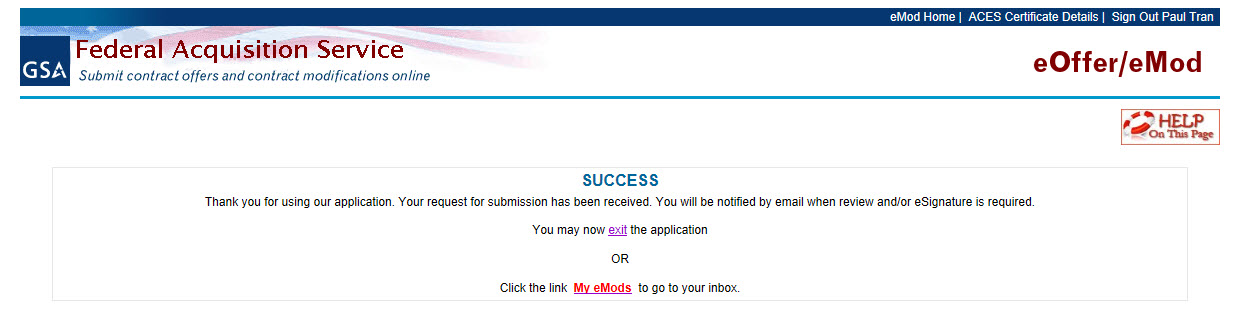 eMod Home | ACES Certificate Details | Sign Out Paul Tran
GSA
Federal Acquisition Service
Submit contract offers and contract modifications online
eOffer/eMod
HELP
On This Page
SUCCESS
Thank you for using our application. Your request for submission has been received. You will be notified by email when review and/or eSignature is required.
You may now exit the application
OR
Click the link My eMods to go to your inbox.